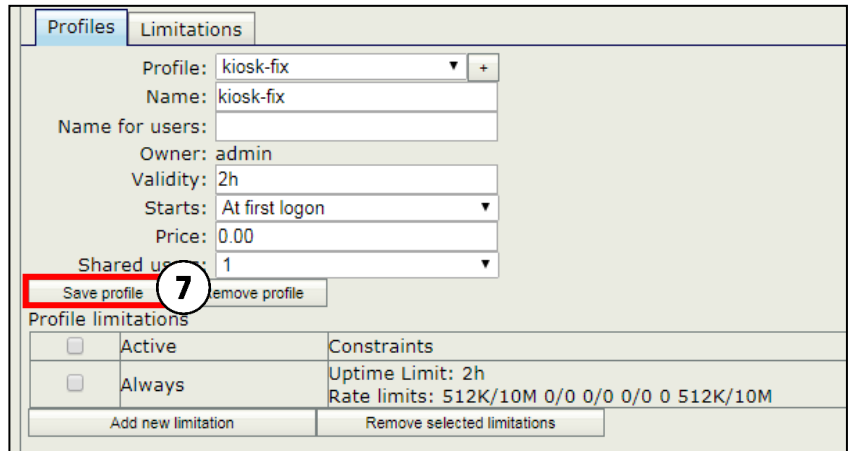 Profiles Limitations
Profile: kiosk-fix +
Name: kiosk-fix
Name for users:
Owner: admin
Validity: 2h
Starts: At first logon
Price: 0.00
Shared users: 1
Save profile 7 Remove profile
Profile limitations
Active Constraints
Always Uptime Limit: 2h
Rate limits: 512K/10M 0/0 0/0 0/0 0 512K/10M
Add new limitation Remove selected limitations